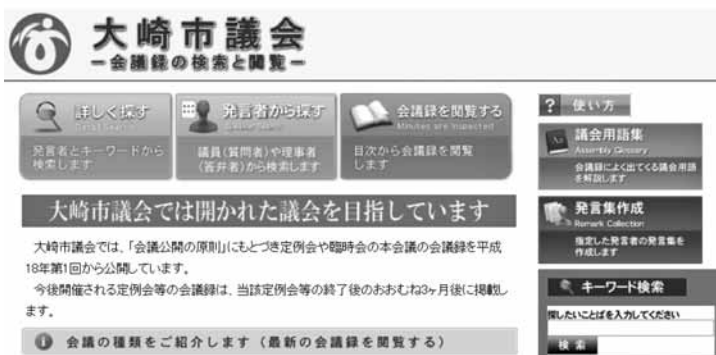 大崎市議会
－会議録の検索と閲覧－
詳しく探す
Detail Search
発言者とキーワードから
検索します
発言者から探す
Speaker Search
議員(質問者)や理事者
(答弁者)から検索します
会議録を閲覧する
Minutes are Inspected
目次から会議録を閲覧
します
大崎市議会では開かれた議会を目指しています
大崎市議会では、「会議公開の原則」にもとづき定例会や臨時会の本会議の会議録を平成
18年第1回から公開しています。
今後開催される定例会等の会議録は、当該定例会等の終了後のおおむね3ヶ月後に掲載し
ます。
会議の種類をご紹介します（最新の会議録を閲覧する）
? 使い方
議会用語集
Assembly Glossary
会議録によく出てくる議会用語
を解説します
発言集作成
Remark Collection
指定した発言者の発言集を
作成します
キーワード検索
探したいことばを入力してください
検索